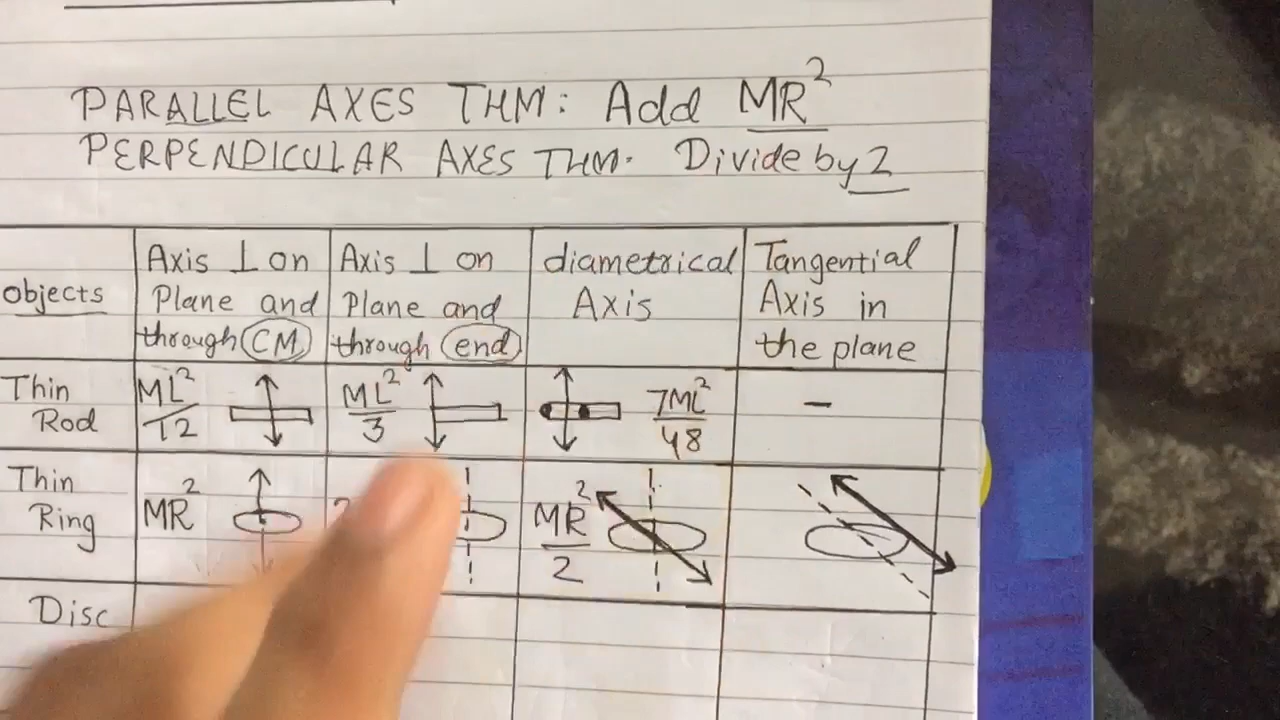 PARALLEL AXES THM: Add MR²
PERPENDICULAR AXES THM. Divide by 2
Objects
Axis ⊥ on
Plane and
through CM
Axis ⊥ on
Plane and
through end
diametrical
Axis
Tangential
Axis in
the plane
Thin
Rod
ML²/12
ML²/3
7ML²/48
–
Thin
Ring
MR²
2
MR²/2
Disc